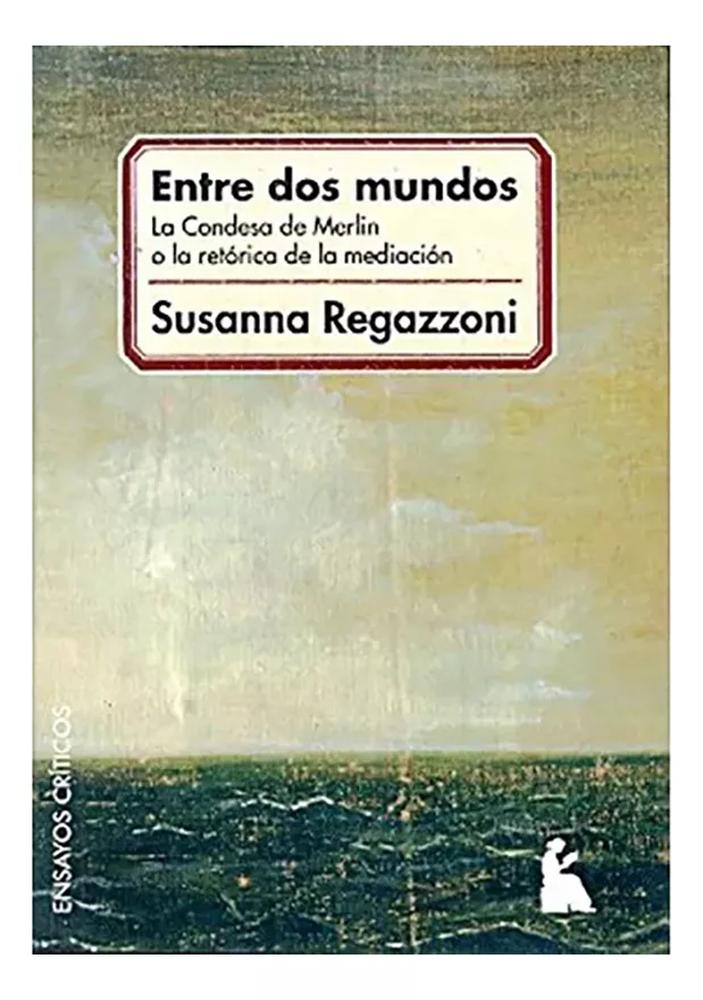 Entre dos mundos
La Condesa de Merlin
o la retórica de la mediación
Susanna Regazzoni
ENSAYOS CRÍTICOS